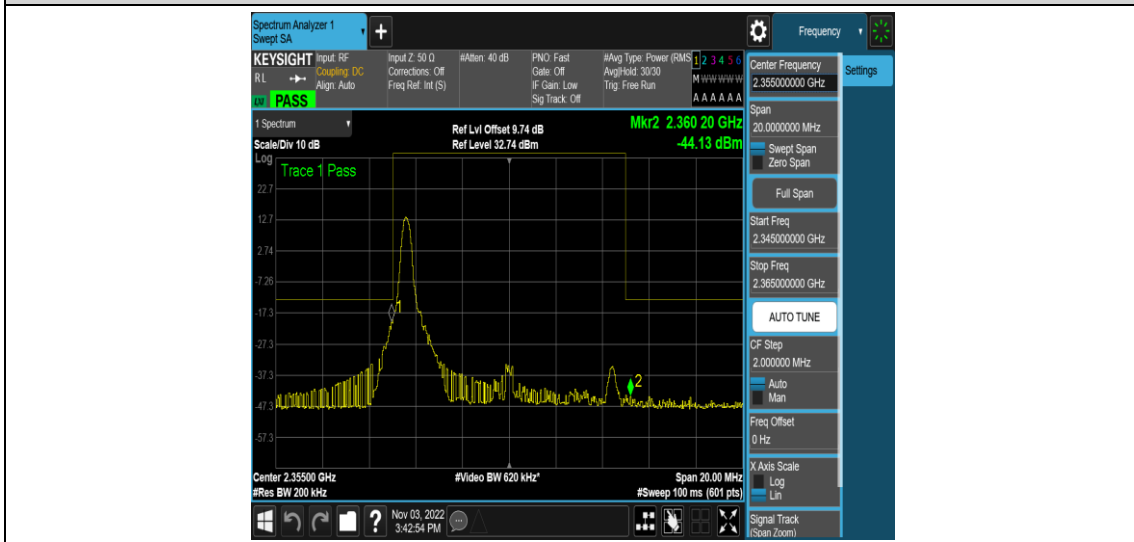 Spectrum Analyzer 1
Swept SA
+
Frequency
KEYSIGHT
R L
LXI
PASS
Input: RF
Coupling: DC
Align: Auto
Input Z: 50 Ω
Corrections: Off
Freq Ref: Int (S)
#Atten: 40 dB
PNO: Fast
Gate: Off
IF Gain: Low
Sig Track: Off
#Avg Type: Power (RMS
Avg|Hold: 30/30
Trig: Free Run
1 2 3 4 5 6
M W W W W W
A A A A A A
1 Spectrum
Scale/Div 10 dB
Ref Lvl Offset 9.74 dB
Ref Level 32.74 dBm
Mkr2 2.360 20 GHz
-44.13 dBm
Log
Trace 1 Pass
22.7
12.7
2.74
-7.26
-17.3
-27.3
-37.3
-47.3
-57.3
1
2
Center 2.35500 GHz
#Res BW 200 kHz
#Video BW 620 kHz*
Span 20.00 MHz
#Sweep 100 ms (601 pts)
Nov 03, 2022
3:42:54 PM
?
Settings
Center Frequency
2.355000000 GHz
Span
20.0000000 MHz
Swept Span
Zero Span
Full Span
Start Freq
2.345000000 GHz
Stop Freq
2.365000000 GHz
AUTO TUNE
CF Step
2.000000 MHz
Auto
Man
Freq Offset
0 Hz
X Axis Scale
Log
Lin
Signal Track
(Span Zoom)